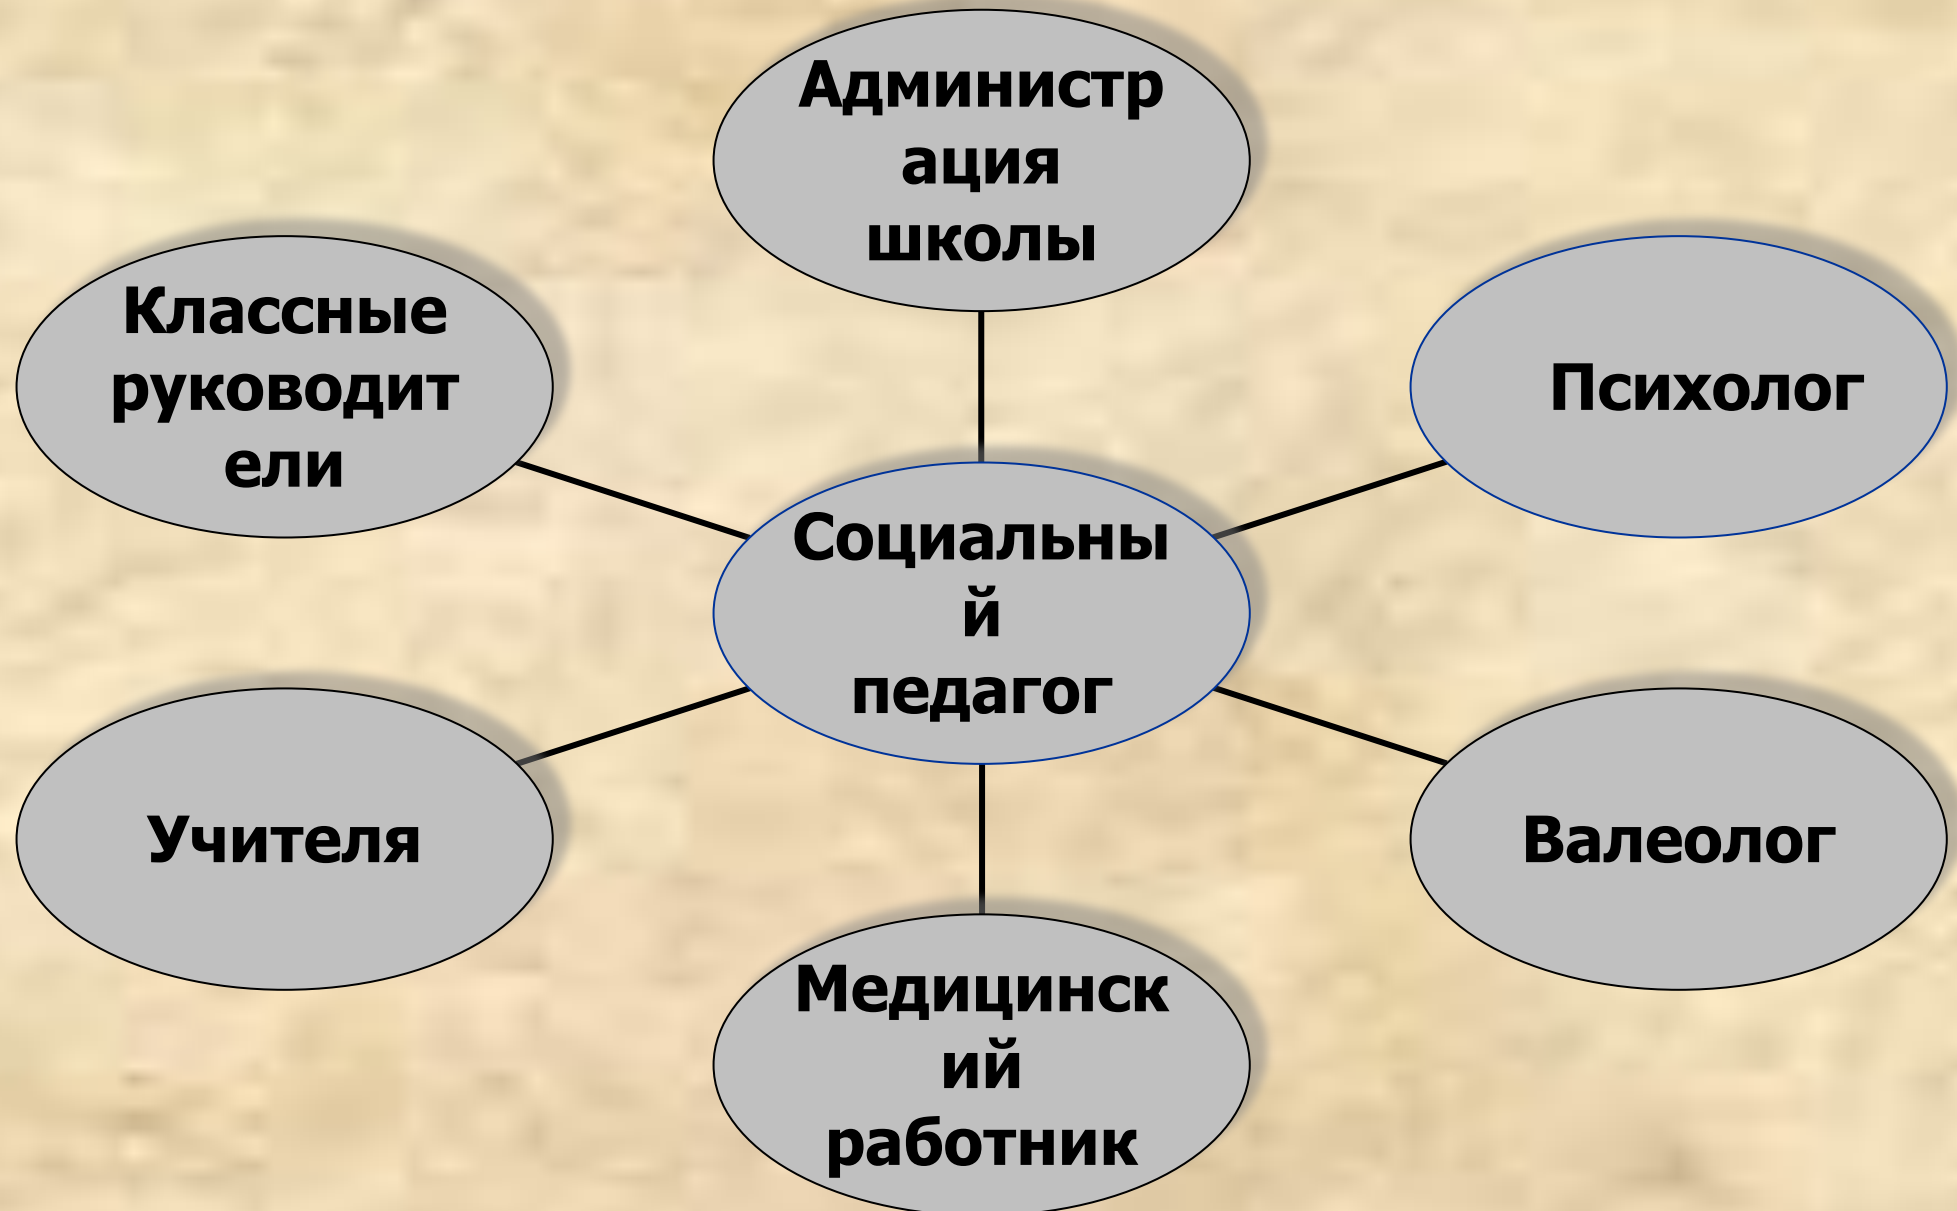 Администр
ация
школы
Классные
руководит
ели
Психолог
Социальны
й
педагог
Учителя
Валеолог
Медицинск
ий
работник